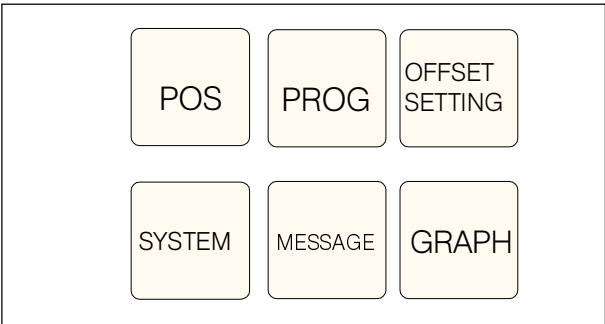 POS
PROG
OFFSET
SETTING
SYSTEM
MESSAGE
GRAPH